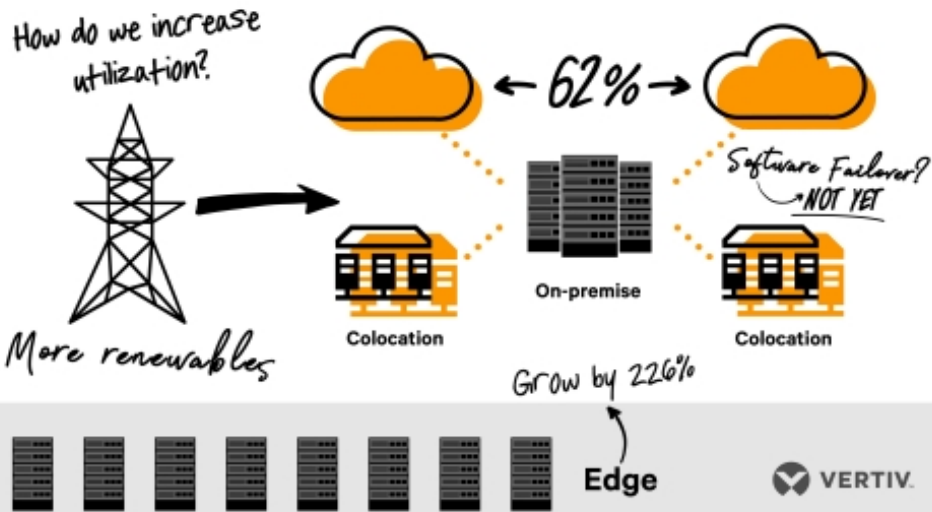 How do we increase
utilization?
62%
Software Failover?
NOT YET
On-premise
Colocation
Colocation
More renewables
Grow by 226%
Edge
VERTIV.